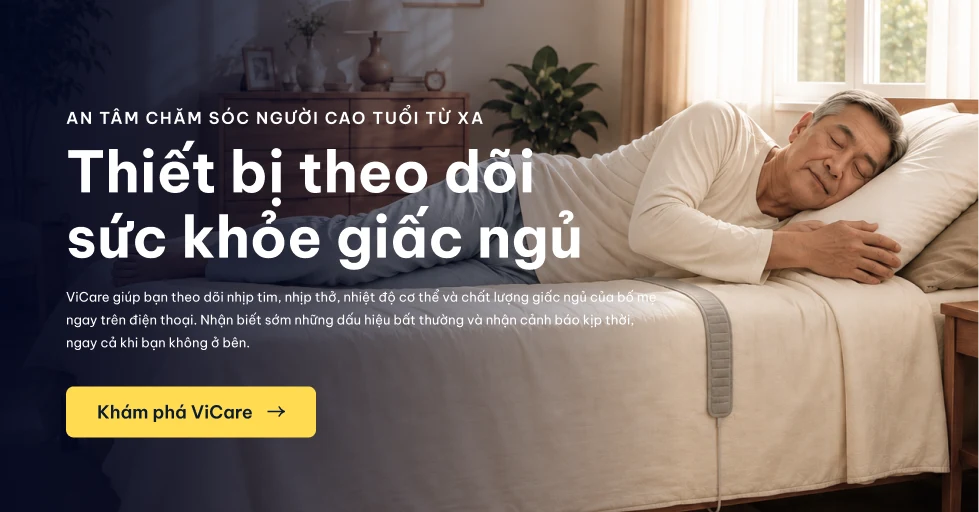 AN TÂM CHĂM SÓC NGƯỜI CAO TUỔI TỪ XA
Thiết bị theo dõi
sức khỏe giấc ngủ
ViCare giúp bạn theo dõi nhịp tim, nhịp thở, nhiệt độ cơ thể và chất lượng giấc ngủ của bố mẹ
ngay trên điện thoại. Nhận biết sớm những dấu hiệu bất thường và nhận cảnh báo kịp thời,
ngay cả khi bạn không ở bên.
Khám phá ViCare →